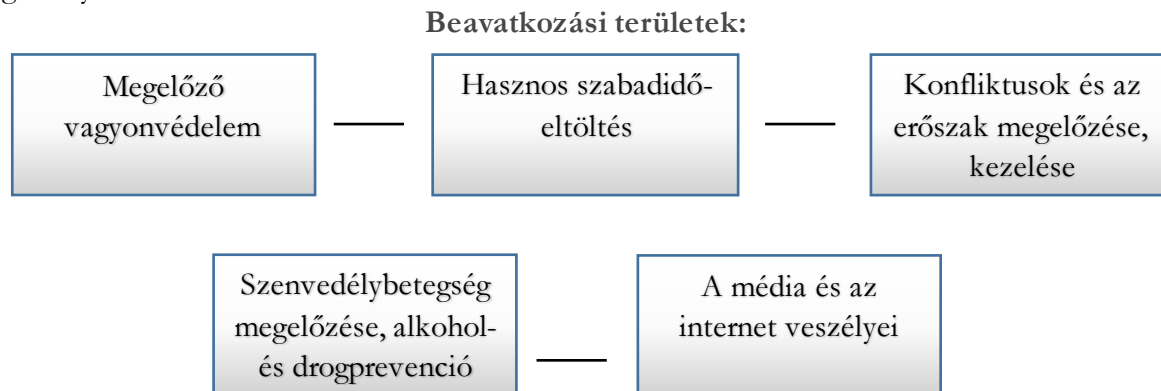 Beavatkozási területek:
Megelőző
vagyonvédelem
Hasznos szabadidő-
eltöltés
Konfliktusok és az
erőszak megelőzése,
kezelése
Szenvedélybetegség
megelőzése, alkohol-
és drogprevenció
A média és az
internet veszélyei